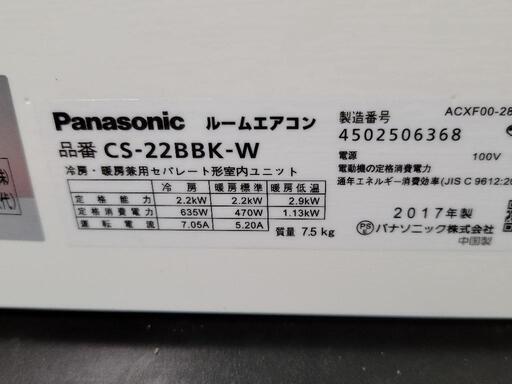 Panasonic ルームエアコン
品番 CS-22BBK-W
冷房・暖房兼用セパレート形室内ユニット
冷房 暖房標準 暖房低温
定格能力 2.2kW 2.2kW 2.9kW
定格消費電力 635W 470W 1.13kW
運転電流 7.05A 5.20A
質量 7.5 kg
ACXF00-28
製造番号
4502506368
電源 100V
電動機の定格消費電力
通年エネルギー消費効率(JIS C 9612:20
2017年製
PS E パナソニック株式会社
中国製